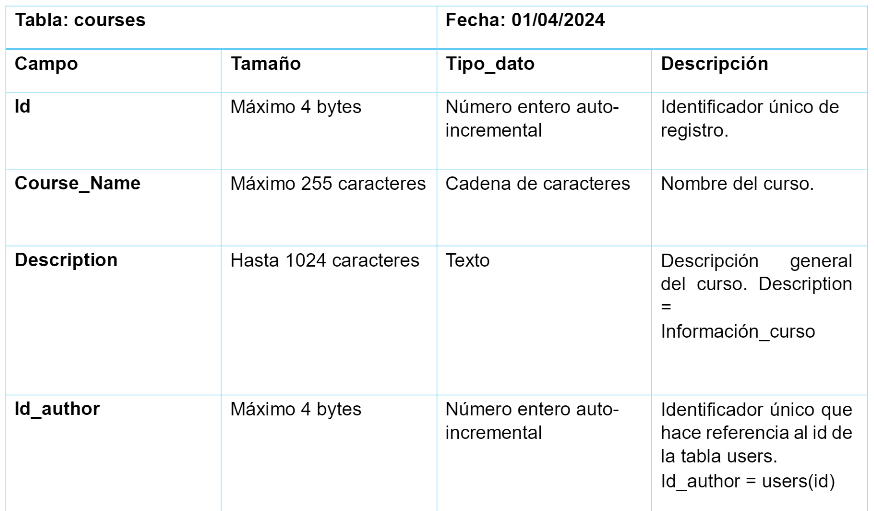 Tabla: courses Fecha: 01/04/2024
Campo Tamaño Tipo_dato Descripción
Id Máximo 4 bytes Número entero auto- Identificador único de
incremental registro.
Course_Name Máximo 255 caracteres Cadena de caracteres Nombre del curso.
Description Hasta 1024 caracteres Texto Descripción general
del curso. Description
=
Información_curso
Id_author Máximo 4 bytes Número entero auto- Identificador único que
incremental hace referencia al id de
la tabla users.
Id_author = users(id)